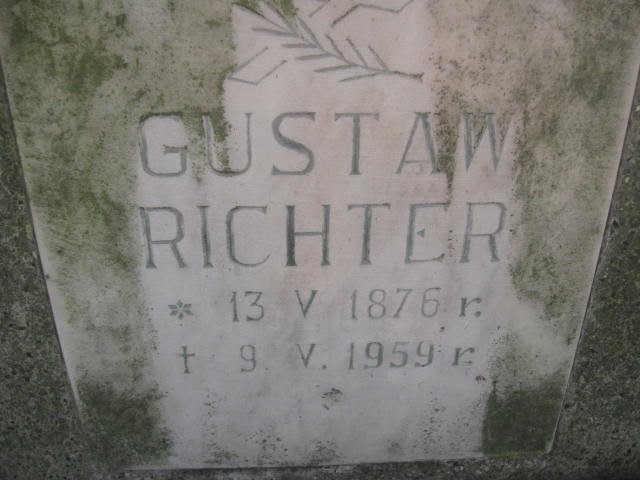 GUSTAW
RICHTER
* 13 V 1876 r.
† 9. V. 1959 r.